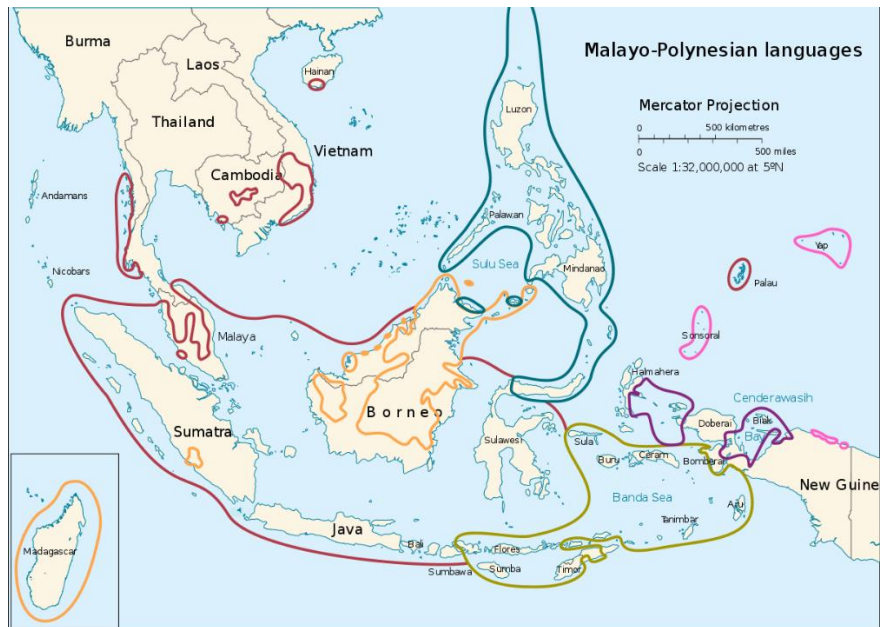 Malayo-Polynesian languages
Mercator Projection
0 500 kilometres
0 500 miles
Scale 1:32,000,000 at 5ºN
Burma
Laos
Hainan
Thailand
Vietnam
Cambodia
Andamans
Nicobars
Malaya
Luzon
Palawan
Sulu Sea
Mindanao
Yap
Palau
Sonsorol
Halmahera
Cenderawasih
Bay
Biak
Doberai
Bomberai
New Guine
Borneo
Sumatra
Sulawesi
Sula
Buru
Ceram
Banda Sea
Aru
Tanimbar
Java
Bali
Sumbawa
Flores
Sumba
Timor
Madagascar